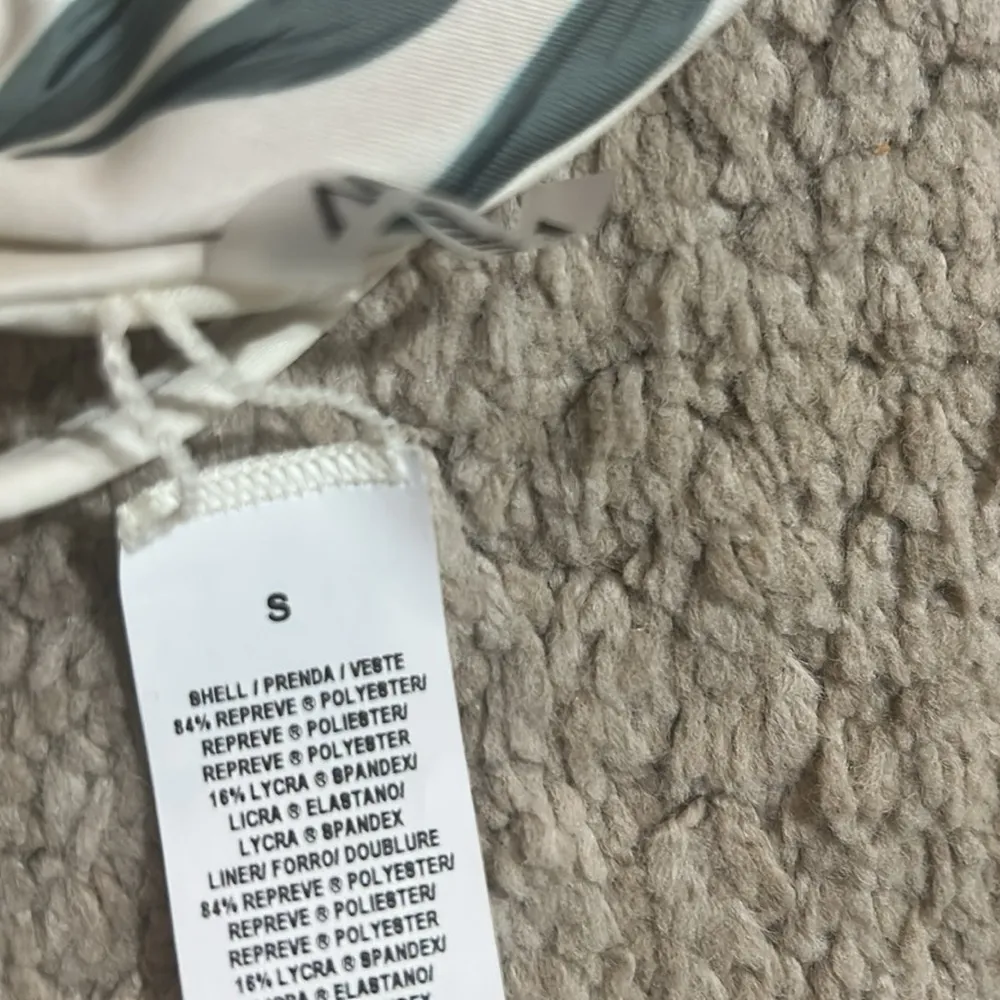 S
SHELL / PRENDA / VESTE
84% REPREVE ® POLYESTER/
REPREVE ® POLIESTER/
REPREVE ® POLYESTER
16% LYCRA ® SPANDEX/
LICRA ® ELASTANO/
LYCRA ® SPANDEX
LINER/ FORRO/ DOUBLURE
84% REPREVE ® POLYESTER/
REPREVE ® POLIESTER/
REPREVE ® POLYESTER
16% LYCRA ® SPANDEX/
ELASTANO/